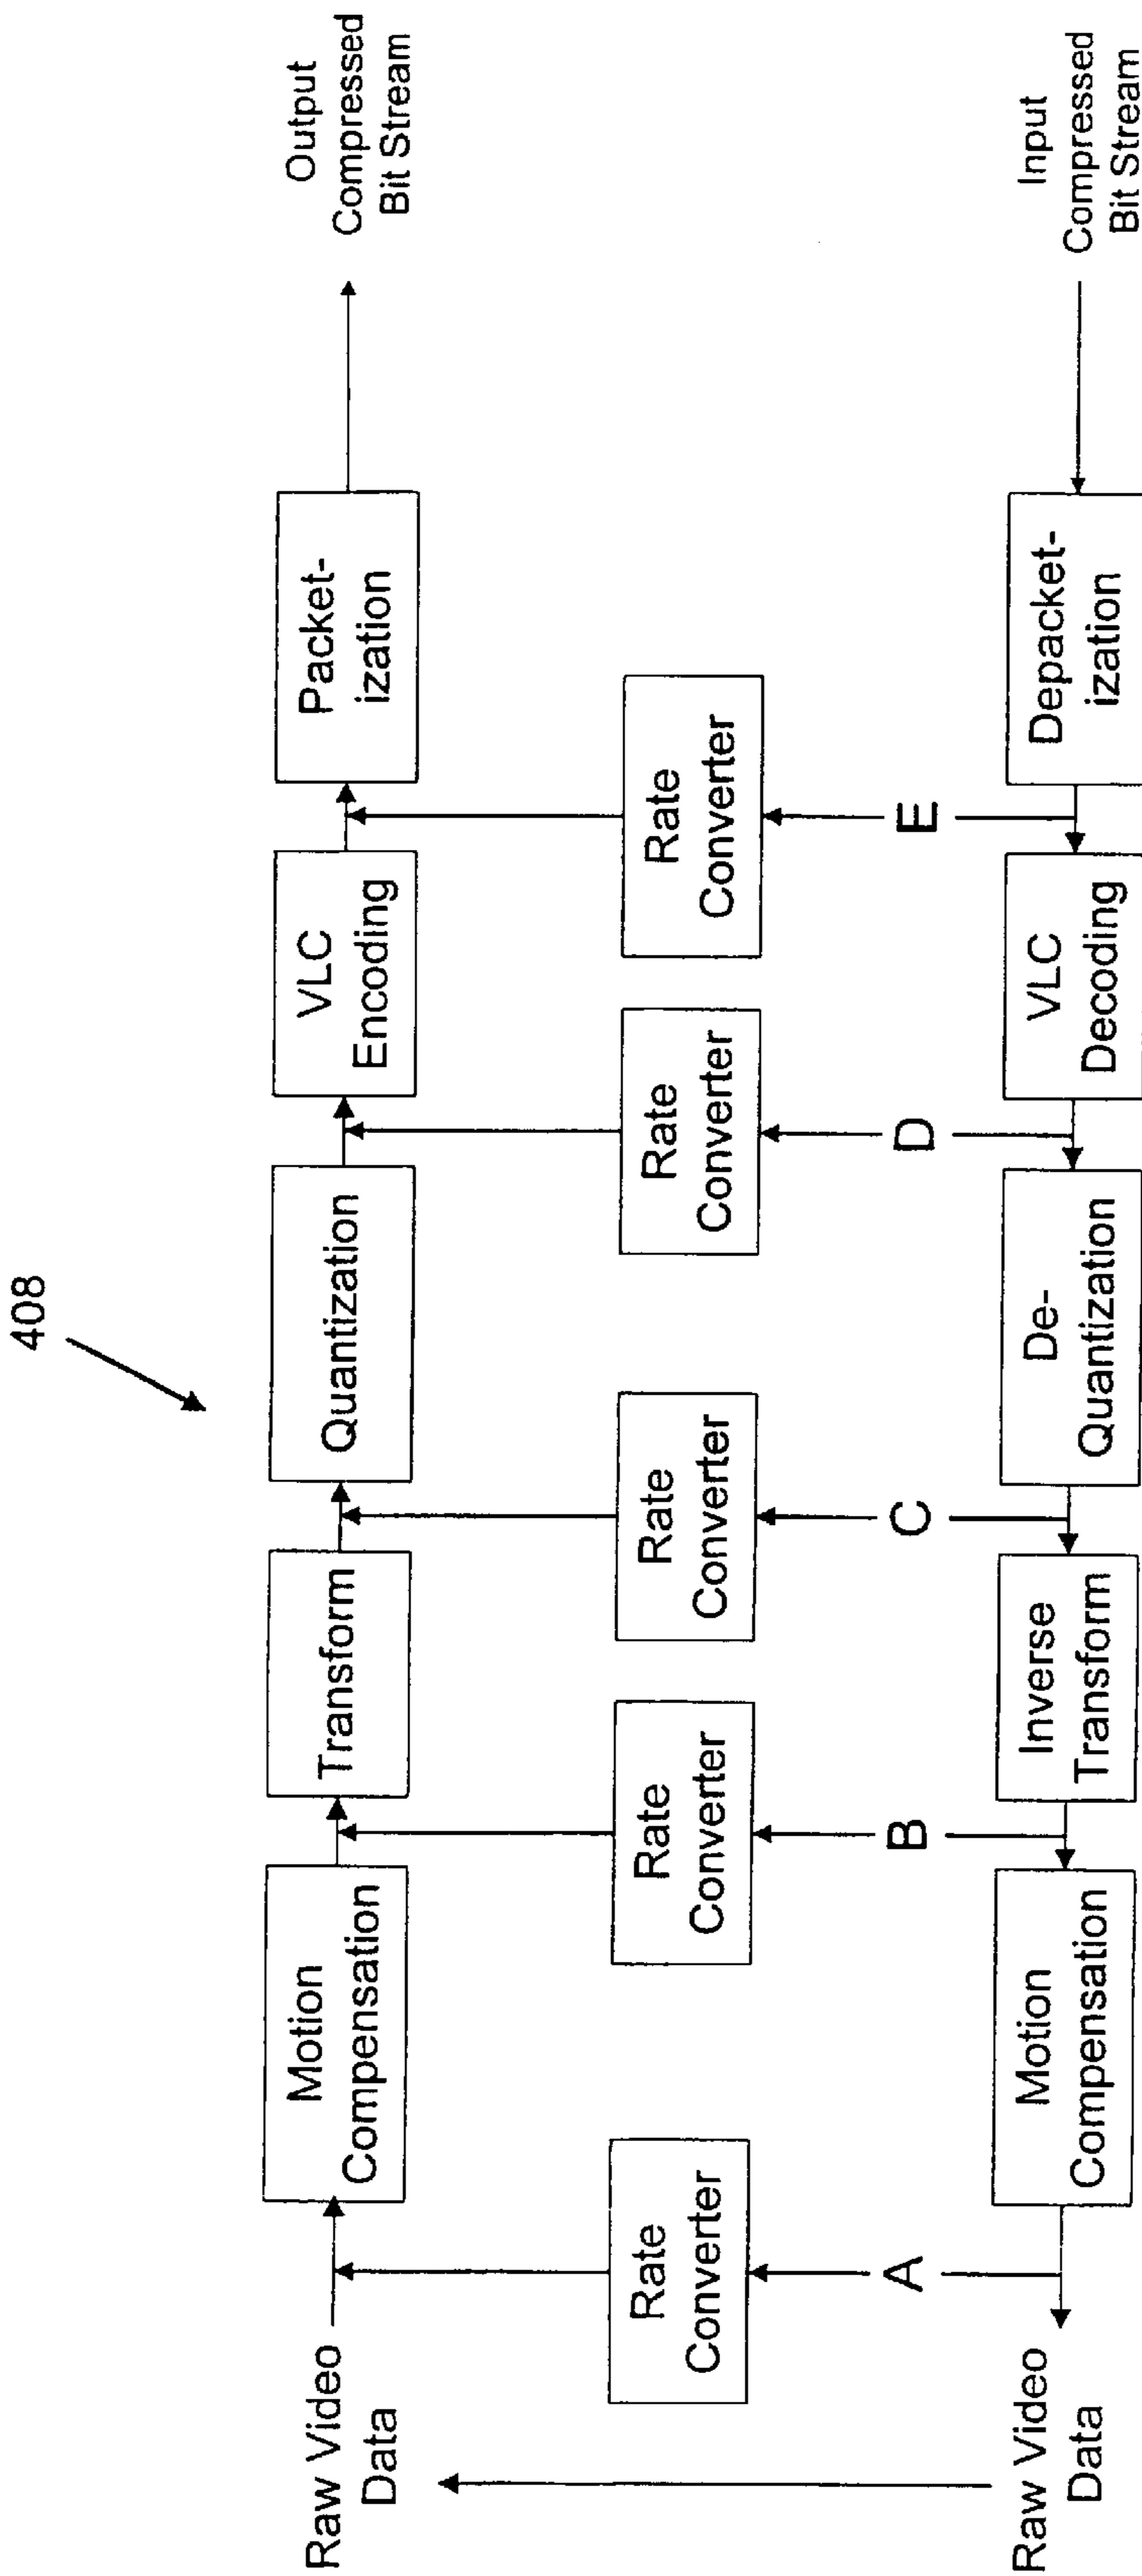 408
Raw Video
Data
Motion
Compensation
Transform
Quantization
VLC
Encoding
Packet-
ization
Output
Compressed
Bit Stream
Rate
Converter
Rate
Converter
Rate
Converter
Rate
Converter
Rate
Converter
A
B
C
D
E
Raw Video
Data
Motion
Compensation
Inverse
Transform
De-
Quantization
VLC
Decoding
Depacket-
ization
Input
Compressed
Bit Stream